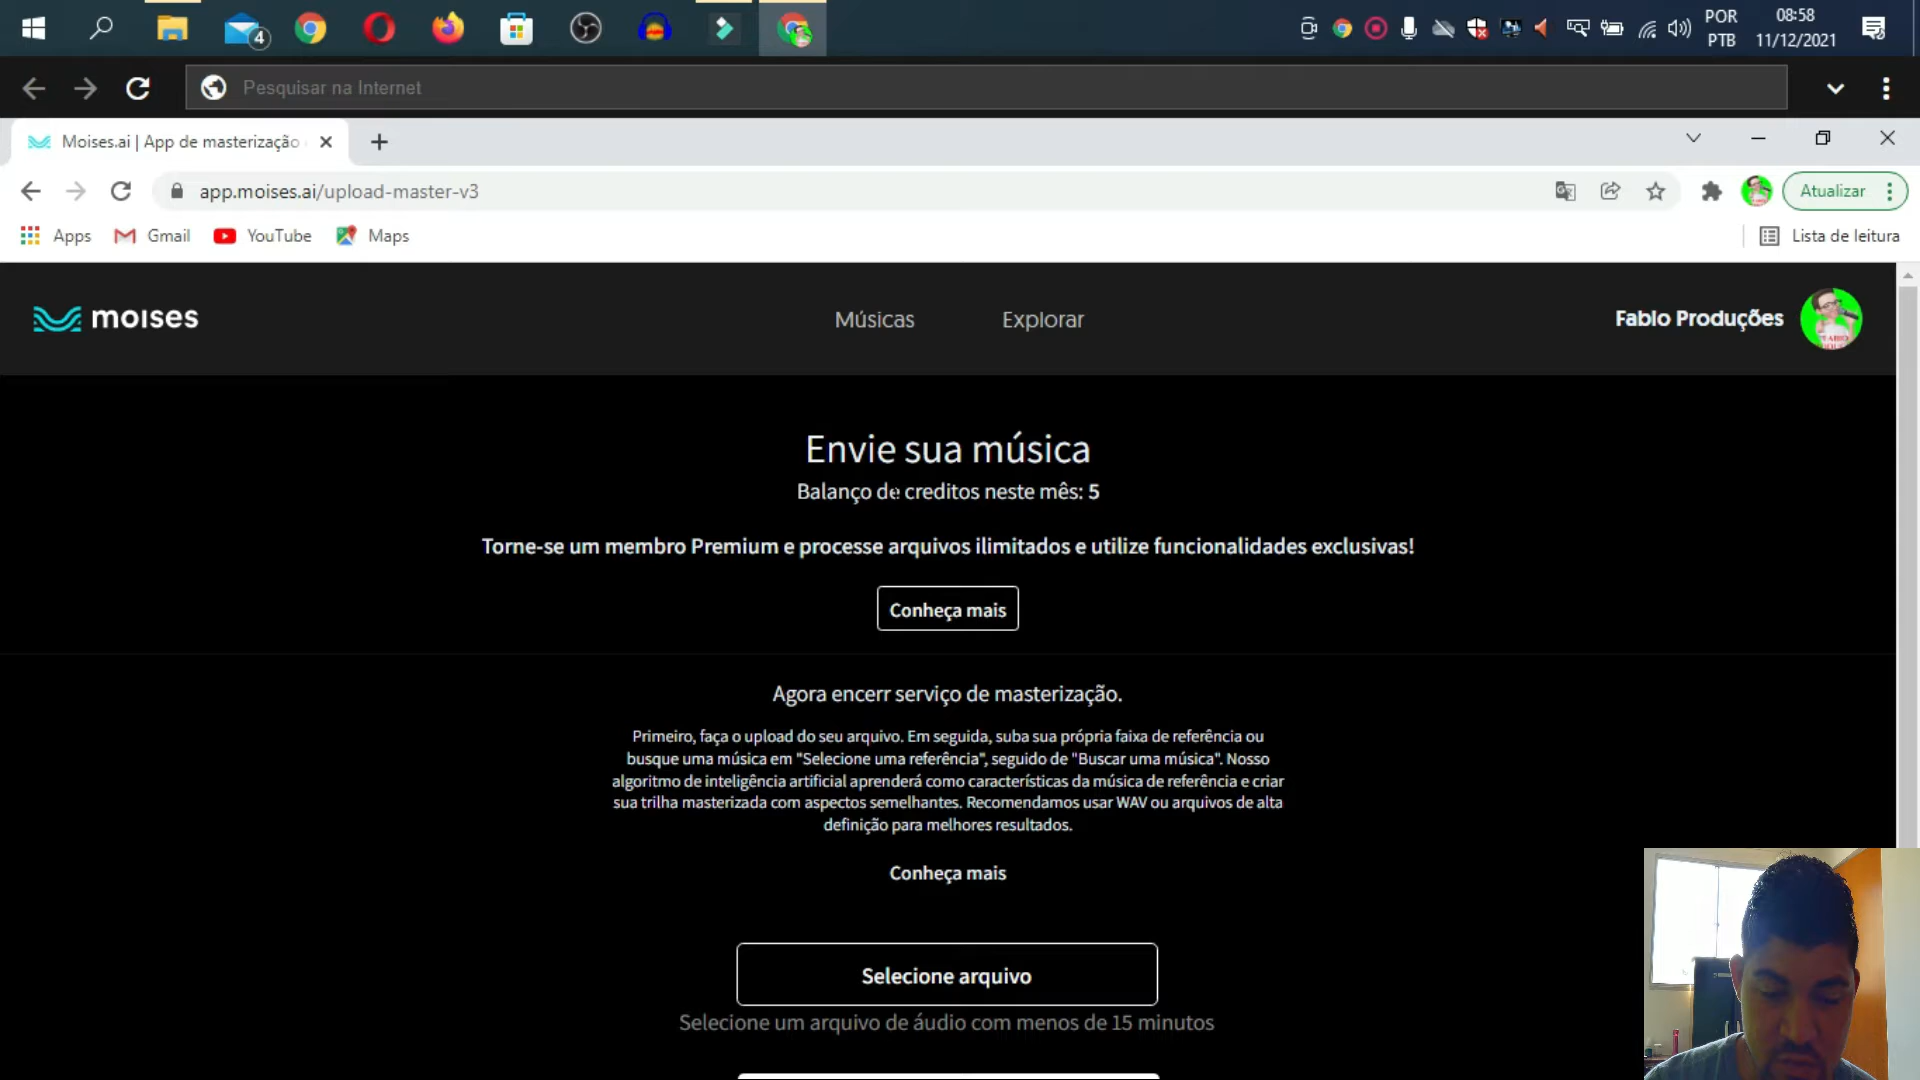 4
POR
PTB
08:58
11/12/2021
Pesquisar na Internet
Moises.ai | App de masterização
app.moises.ai/upload-master-v3
Atualizar
Apps
Gmail
YouTube
Maps
Lista de leitura
moises
Músicas
Explorar
Fabio Produções
Envie sua música
Balanço de creditos neste mês: 5
Torne-se um membro Premium e processe arquivos ilimitados e utilize funcionalidades exclusivas!
Conheça mais
Agora encerr serviço de masterização.
Primeiro, faça o upload do seu arquivo. Em seguida, suba sua própria faixa de referência ou
busque uma música em "Selecione uma referência", seguido de "Buscar uma música". Nosso
algoritmo de inteligência artificial aprenderá como características da música de referência e criar
sua trilha masterizada com aspectos semelhantes. Recomendamos usar WAV ou arquivos de alta
definição para melhores resultados.
Conheça mais
Selecione arquivo
Selecione um arquivo de áudio com menos de 15 minutos